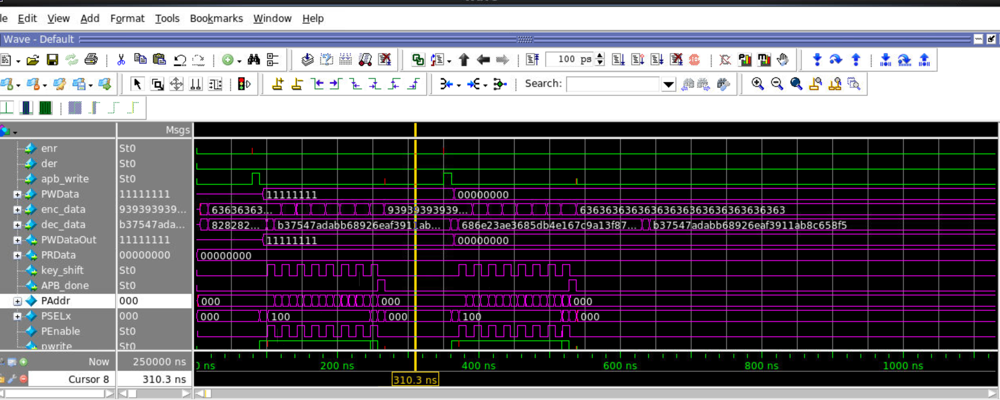 le Edit View Add Format Tools Bookmarks Window Help
Wave - Default
100 ps
Search:
Msgs
enr St0
der St0
apb_write St0
PWData 11111111 11111111 00000000
enc_data 939393939... 63636363... 93939393939... 63636363636363636363636363636363
dec_data b37547ada... 828282... b37547adabb68926eaf3911ab... 686e23ae3685db4e167c9a13f87... b37547adabb68926eaf3911ab8c658f5
PWDataOut 11111111 11111111 00000000
PRData 00000000 00000000
key_shift St0
APB_done St0
PAddr 000 000 000 000
PSELx 000 000 100 000 100 000
PEnable St0
pwrite St0
Now 250000 ns 0 ns 200 ns 400 ns 600 ns 800 ns 1000 ns
Cursor 8 310.3 ns 310.3 ns